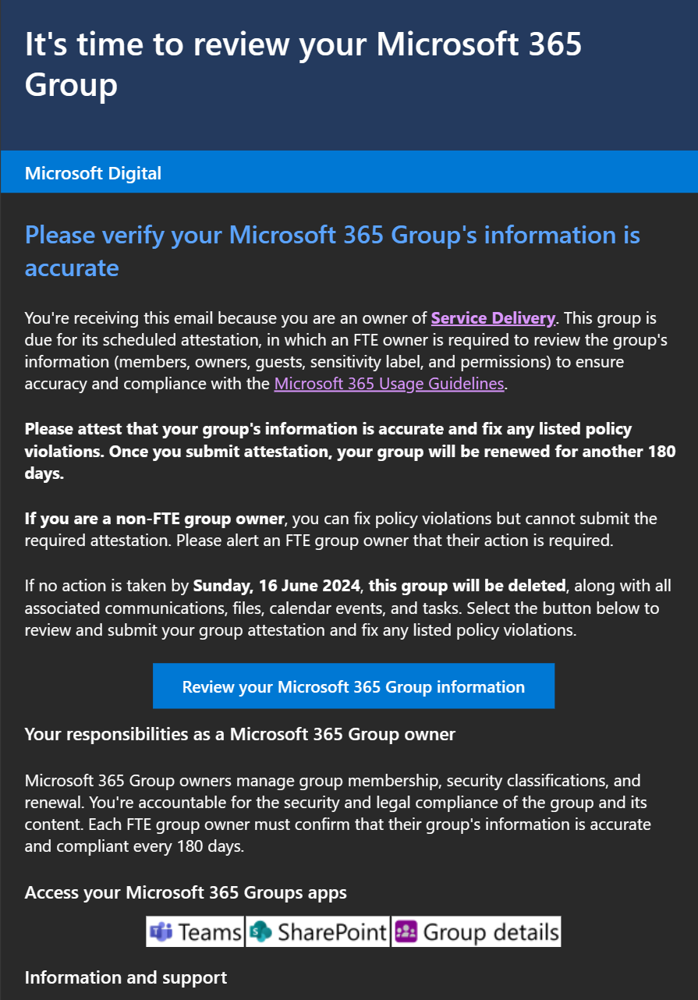 It's time to review your Microsoft 365
Group
Microsoft Digital
Please verify your Microsoft 365 Group's information is
accurate
You're receiving this email because you are an owner of Service Delivery. This group is
due for its scheduled attestation, in which an FTE owner is required to review the group's
information (members, owners, guests, sensitivity label, and permissions) to ensure
accuracy and compliance with the Microsoft 365 Usage Guidelines.
Please attest that your group's information is accurate and fix any listed policy
violations. Once you submit attestation, your group will be renewed for another 180
days.
If you are a non-FTE group owner, you can fix policy violations but cannot submit the
required attestation. Please alert an FTE group owner that their action is required.
If no action is taken by Sunday, 16 June 2024, this group will be deleted, along with all
associated communications, files, calendar events, and tasks. Select the button below to
review and submit your group attestation and fix any listed policy violations.
Review your Microsoft 365 Group information
Your responsibilities as a Microsoft 365 Group owner
Microsoft 365 Group owners manage group membership, security classifications, and
renewal. You're accountable for the security and legal compliance of the group and its
content. Each FTE group owner must confirm that their group's information is accurate
and compliant every 180 days.
Access your Microsoft 365 Groups apps
Teams SharePoint Group details
Information and support